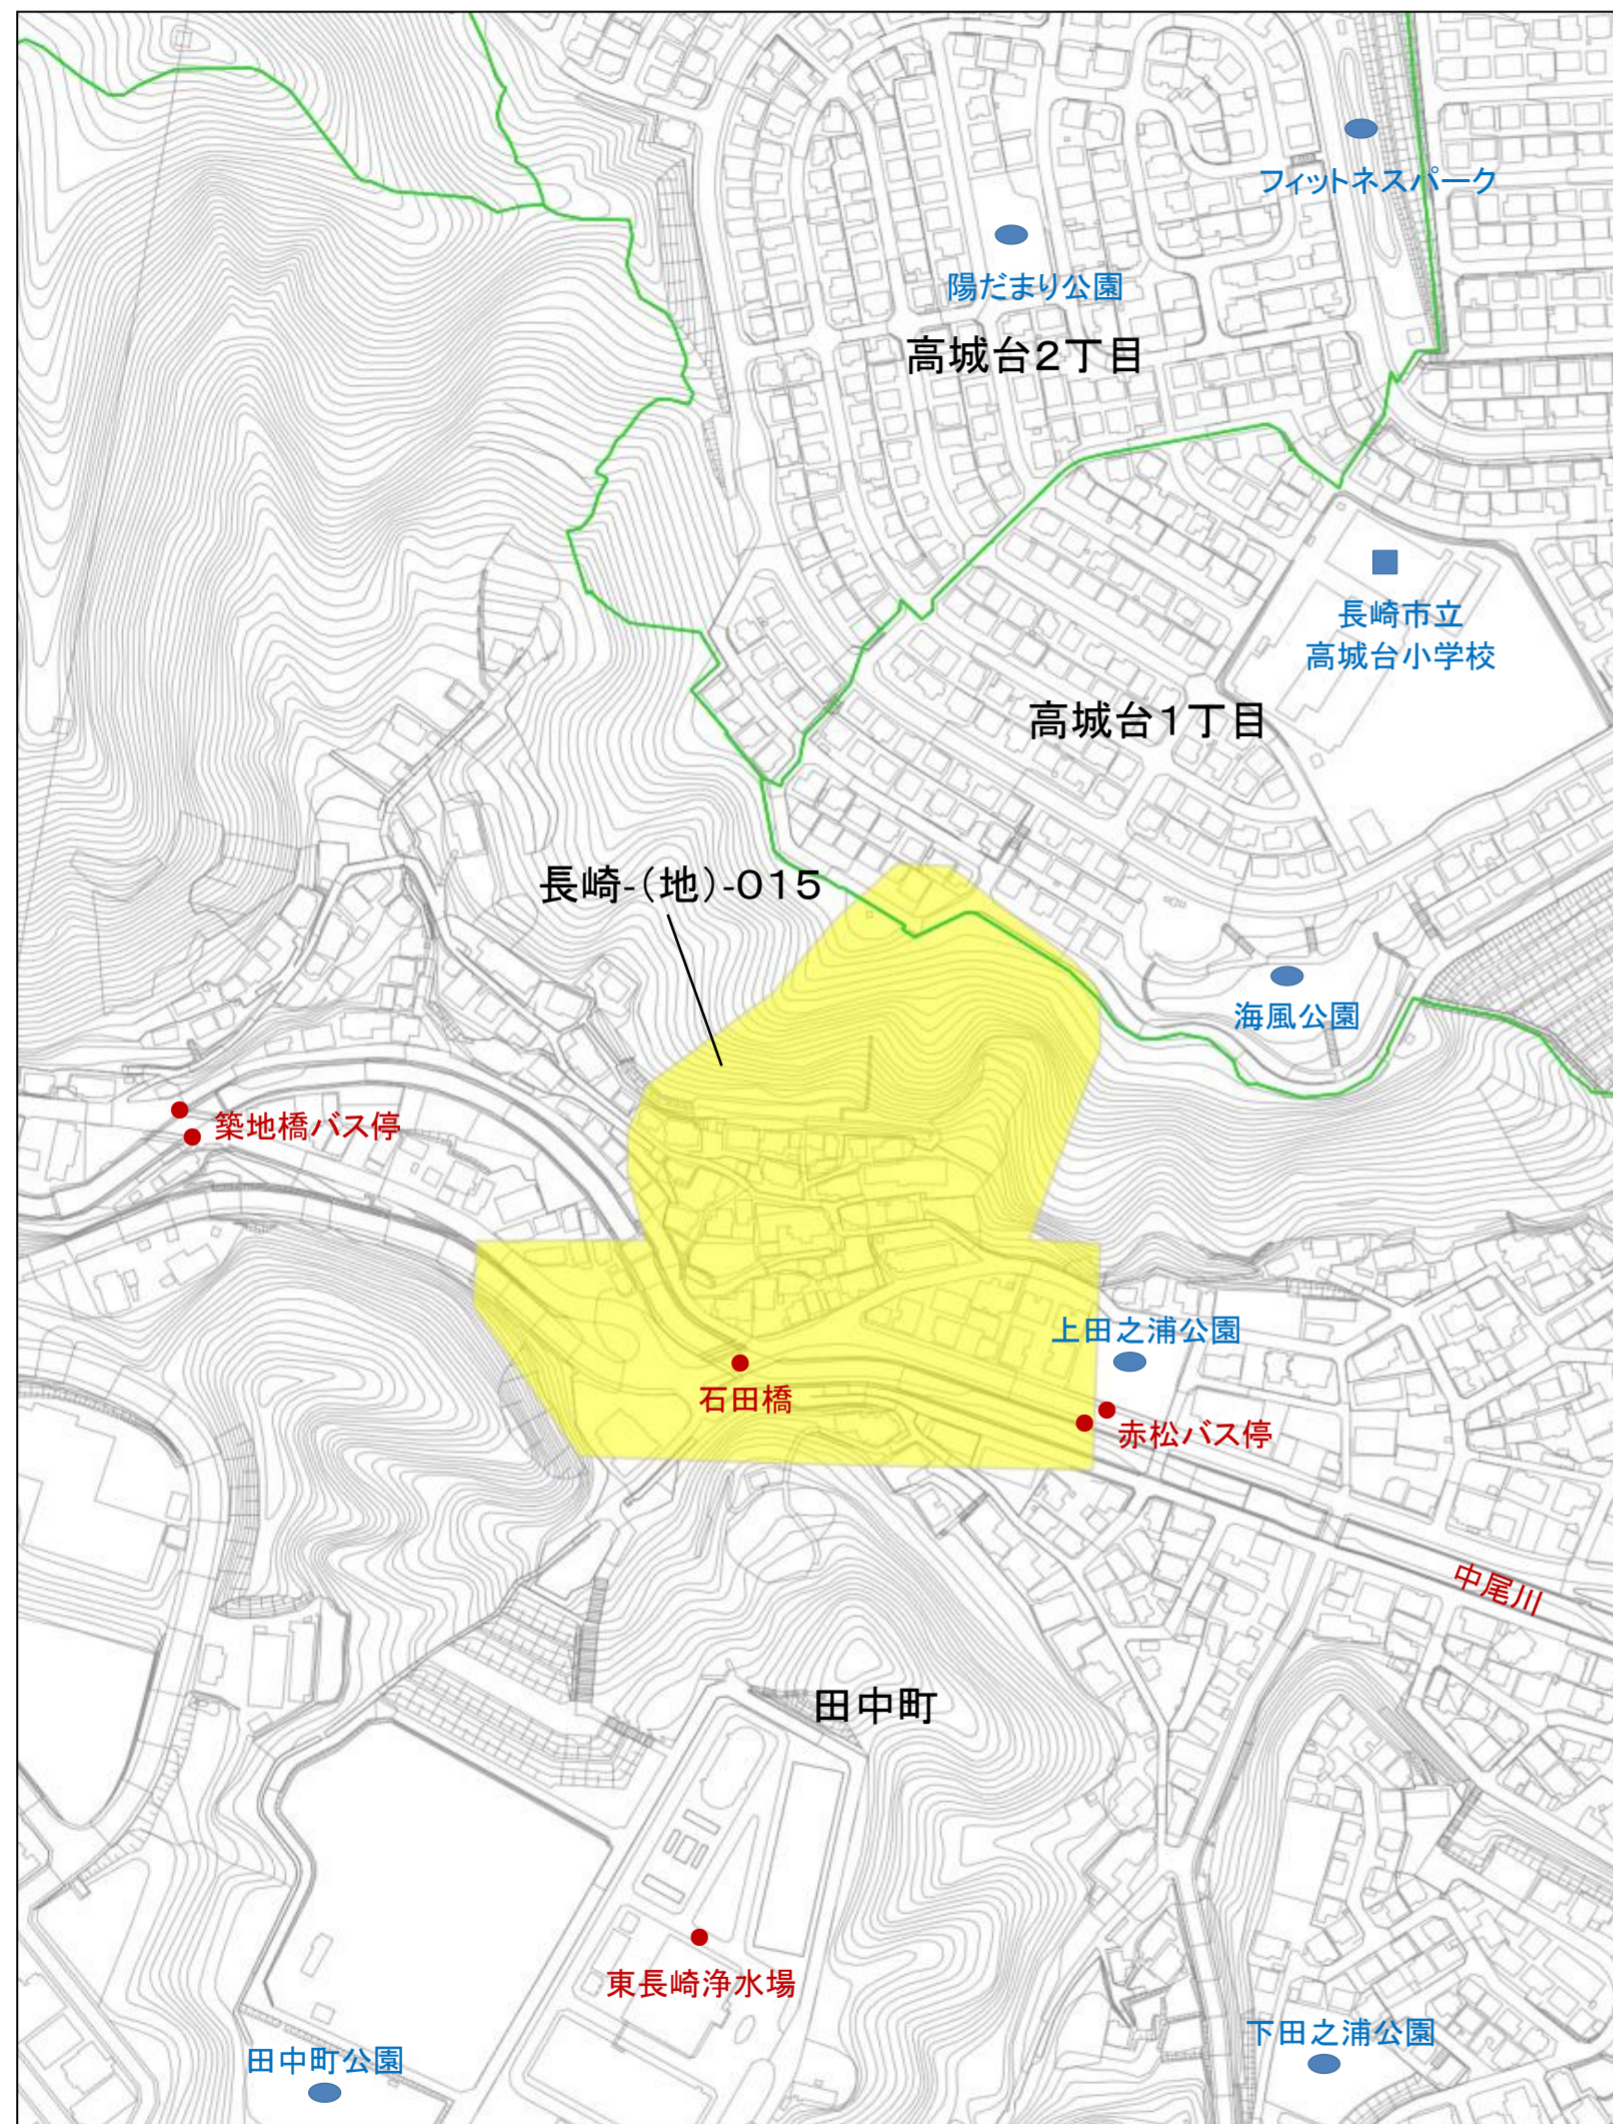 フィットネスパーク
陽だまり公園
高城台2丁目
長崎市立
高城台小学校
高城台1丁目
長崎-(地)-015
海風公園
築地橋バス停
上田之浦公園
石田橋
赤松バス停
中尾川
田中町
東長崎浄水場
下田之浦公園
田中町公園